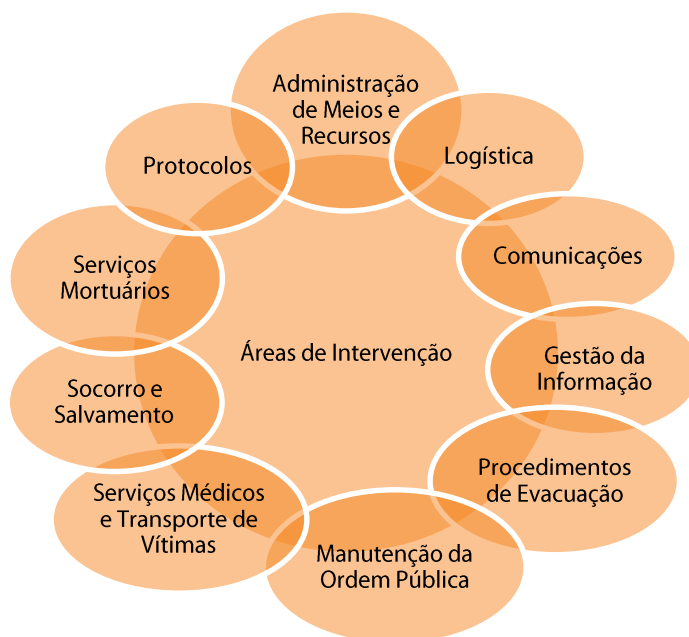 Administração
de Meios e
Recursos
Logística
Comunicações
Gestão da
Informação
Procedimentos
de Evacuação
Manutenção da
Ordem Pública
Serviços Médicos
e Transporte de
Vítimas
Socorro e
Salvamento
Serviços
Mortuários
Protocolos
Áreas de Intervenção